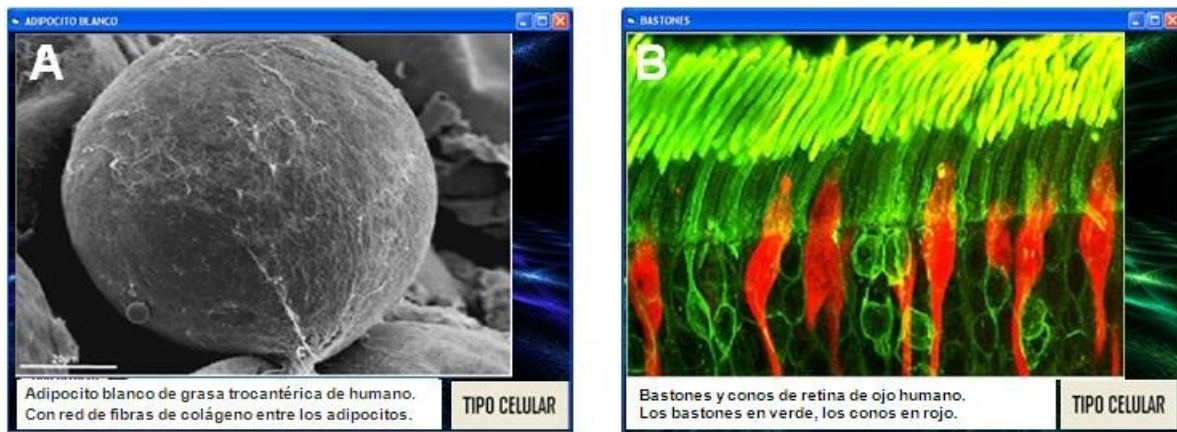 ADIPOCITO BLANCO
A
20µm
Adipocito blanco de grasa trocantérica de humano.
Con red de fibras de colágeno entre los adipocitos.
TIPO CELULAR
BASTONES
B
Bastones y conos de retina de ojo humano.
Los bastones en verde, los conos en rojo.
TIPO CELULAR